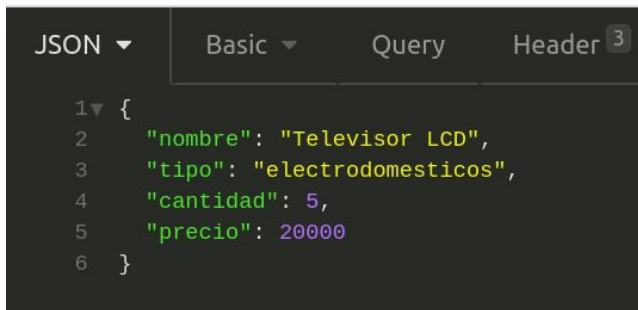 JSON Basic Query Header 3
1 {
2 "nombre": "Televisor LCD",
3 "tipo": "electrodomesticos",
4 "cantidad": 5,
5 "precio": 20000
6 }